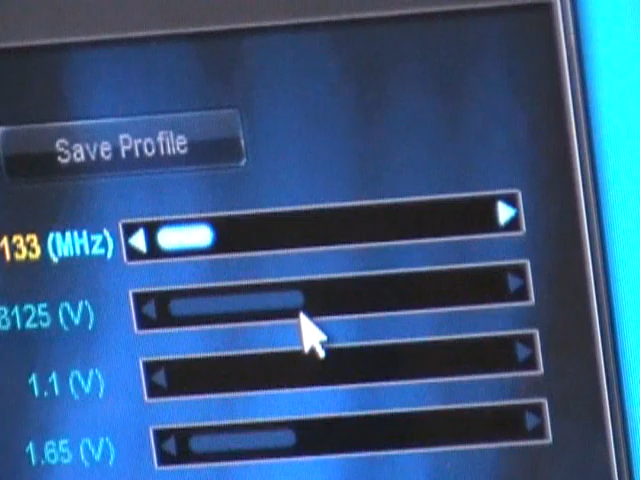 Save Profile
133 (MHz)
8125 (V)
1.1 (V)
1.65 (V)